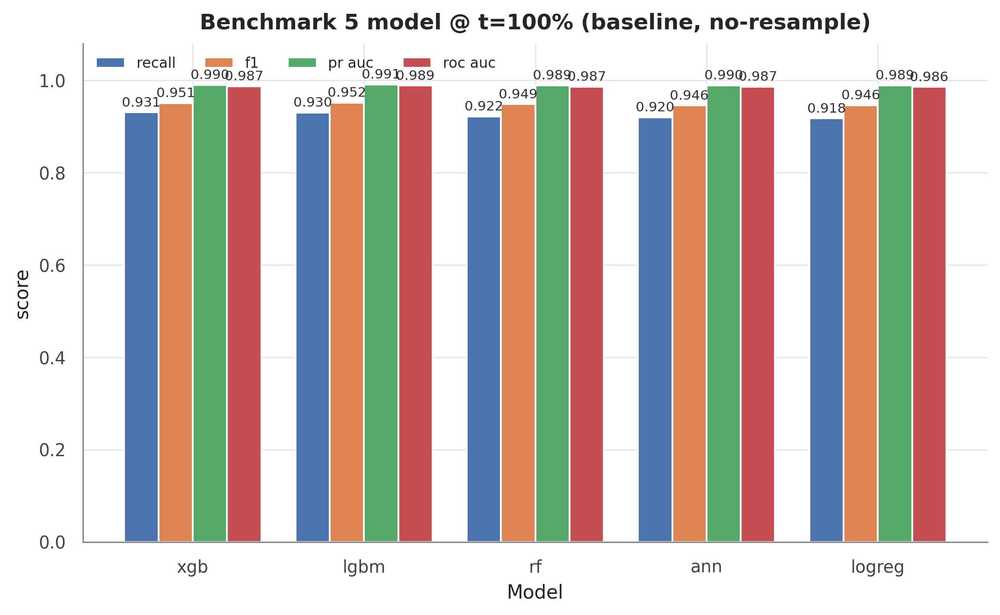 Benchmark 5 model @ t=100% (baseline, no-resample)
recall f1 pr auc roc auc
0.931 0.951 0.990 0.987
0.930 0.952 0.991 0.989
0.922 0.949 0.989 0.987
0.920 0.946 0.990 0.987
0.918 0.946 0.989 0.986
score
1.0
0.8
0.6
0.4
0.2
0.0
xgb lgbm rf ann logreg
Model